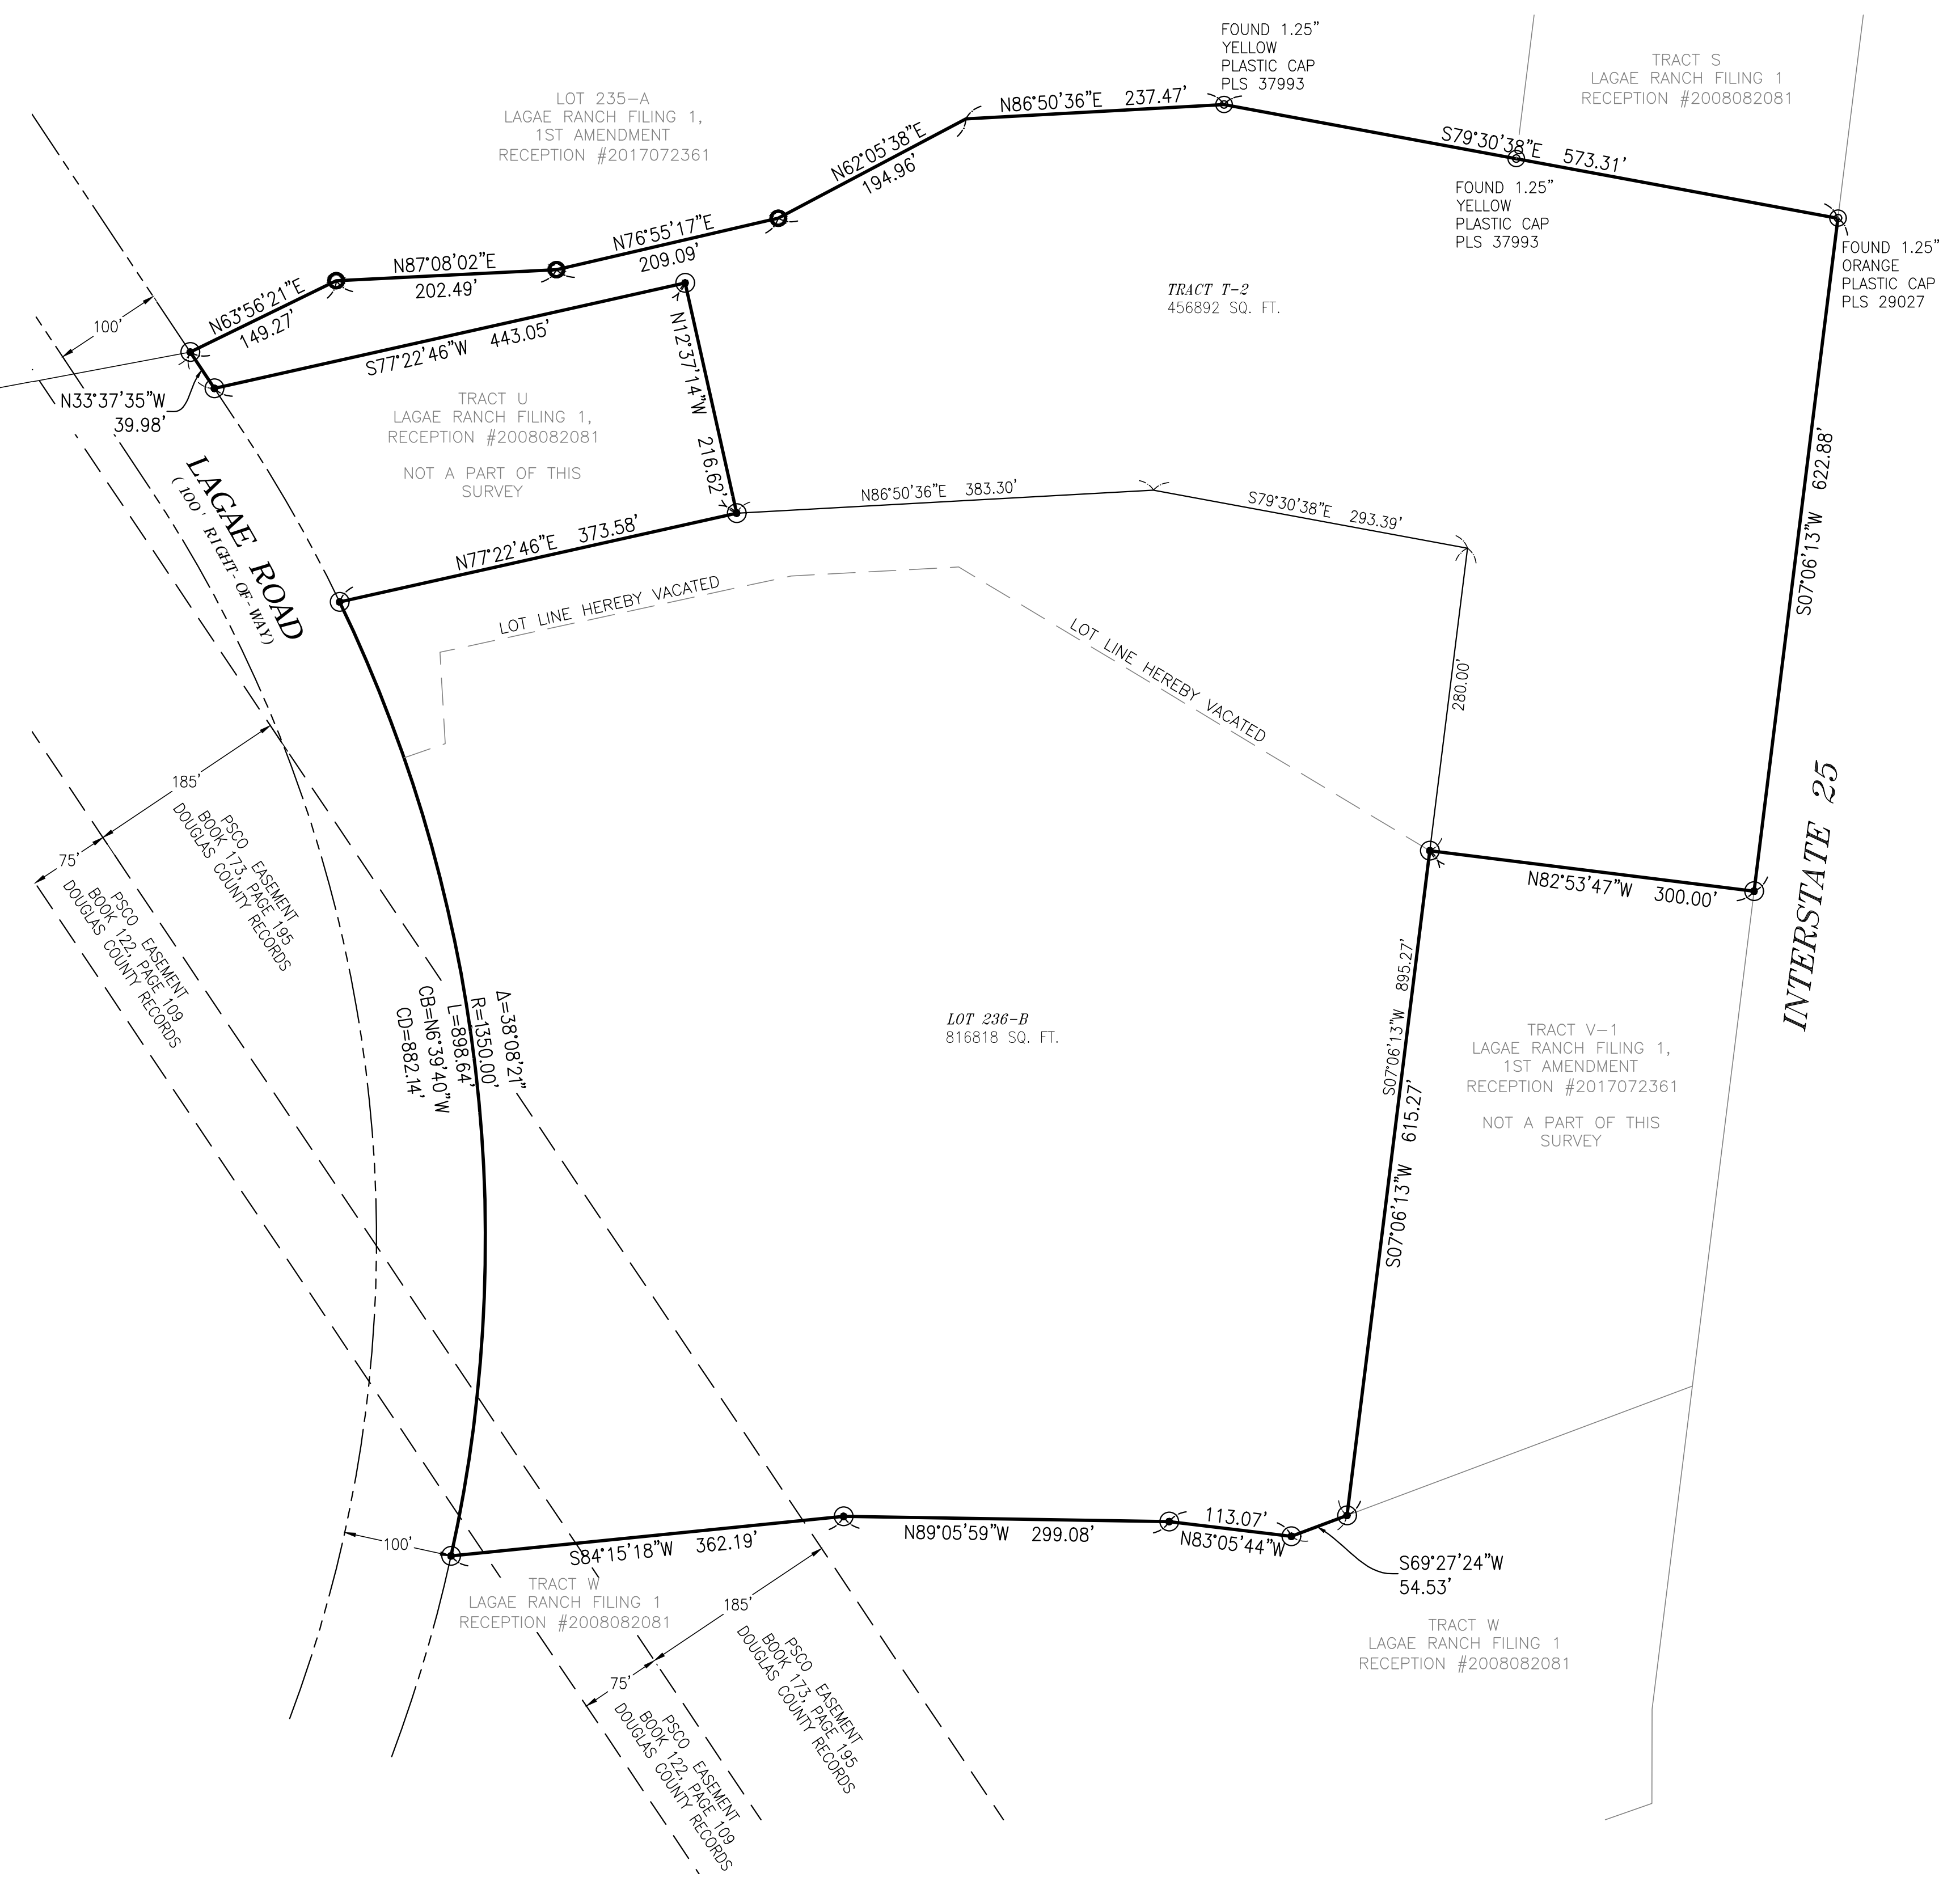 FOUND 1.25”
YELLOW
PLASTIC CAP
PLS 37993
TRACT S
LAGAE RANCH FILING 1
RECEPTION #2008082081
LOT 235–A
LAGAE RANCH FILING 1,
1ST AMENDMENT
RECEPTION #2017072361
N86°50’36”E 237.47’
S79°30’38”E 573.31’
N62°05’38”E
194.96’
FOUND 1.25”
YELLOW
PLASTIC CAP
PLS 37993
FOUND 1.25”
ORANGE
PLASTIC CAP
PLS 29027
N76°55’17”E
209.09’
N87°08’02”E
202.49’
N63°56’21”E
149.27’
100’
TRACT T–2
456892 SQ. FT.
S77°22’46”W 443.05’
N12°37’14”W 216.62’
N33°37’35”W
39.98’
TRACT U
LAGAE RANCH FILING 1,
RECEPTION #2008082081
NOT A PART OF THIS
SURVEY
LAGAE ROAD
(100’ RIGHT-OF-WAY)
N77°22’46”E 373.58’
N86°50’36”E 383.30’
S79°30’38”E 293.39’
S07°06’13”W 622.88’
LOT LINE HEREBY VACATED
LOT LINE HEREBY VACATED
280.00’
185’
PSCO EASEMENT
BOOK 173, PAGE 195
DOUGLAS COUNTY RECORDS
75’
PSCO EASEMENT
BOOK 122, PAGE 109
DOUGLAS COUNTY RECORDS
N82°53’47”W 300.00’
INTERSTATE 25
Δ=38°08’21”
R=1350.00’
L=898.64’
CB=N6°39’40”W
CD=882.14’
LOT 236–B
816818 SQ. FT.
S07°06’13”W 895.27’
S07°06’13”W 615.27’
TRACT V–1
LAGAE RANCH FILING 1,
1ST AMENDMENT
RECEPTION #2017072361
NOT A PART OF THIS
SURVEY
100’
S84°15’18”W 362.19’
N89°05’59”W 299.08’
113.07’
N83°05’44”W
S69°27’24”W
54.53’
TRACT W
LAGAE RANCH FILING 1
RECEPTION #2008082081
185’
PSCO EASEMENT
BOOK 173, PAGE 195
DOUGLAS COUNTY RECORDS
75’
PSCO EASEMENT
BOOK 122, PAGE 109
DOUGLAS COUNTY RECORDS
TRACT W
LAGAE RANCH FILING 1
RECEPTION #2008082081